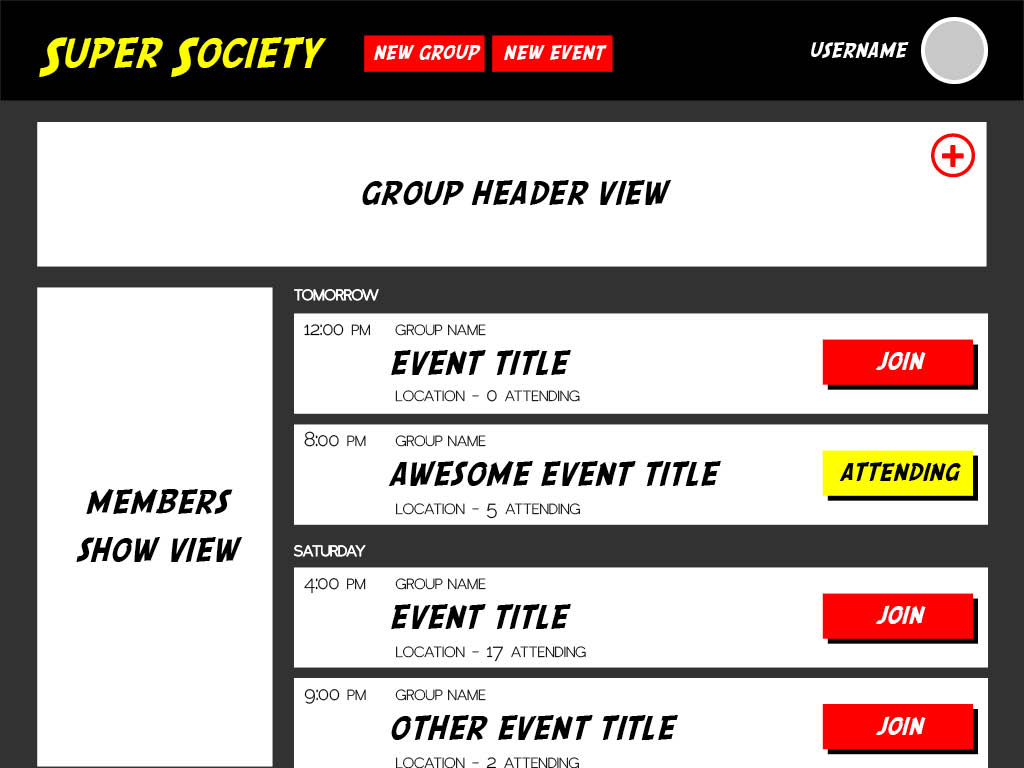 SUPER SOCIETY
NEW GROUP
NEW EVENT
USERNAME
GROUP HEADER VIEW
MEMBERS
SHOW VIEW
TOMORROW
12:00 PM GROUP NAME
EVENT TITLE
LOCATION - 0 ATTENDING
JOIN
8:00 PM GROUP NAME
AWESOME EVENT TITLE
LOCATION - 5 ATTENDING
ATTENDING
SATURDAY
4:00 PM GROUP NAME
EVENT TITLE
LOCATION - 17 ATTENDING
JOIN
9:00 PM GROUP NAME
OTHER EVENT TITLE
LOCATION - 2 ATTENDING
JOIN